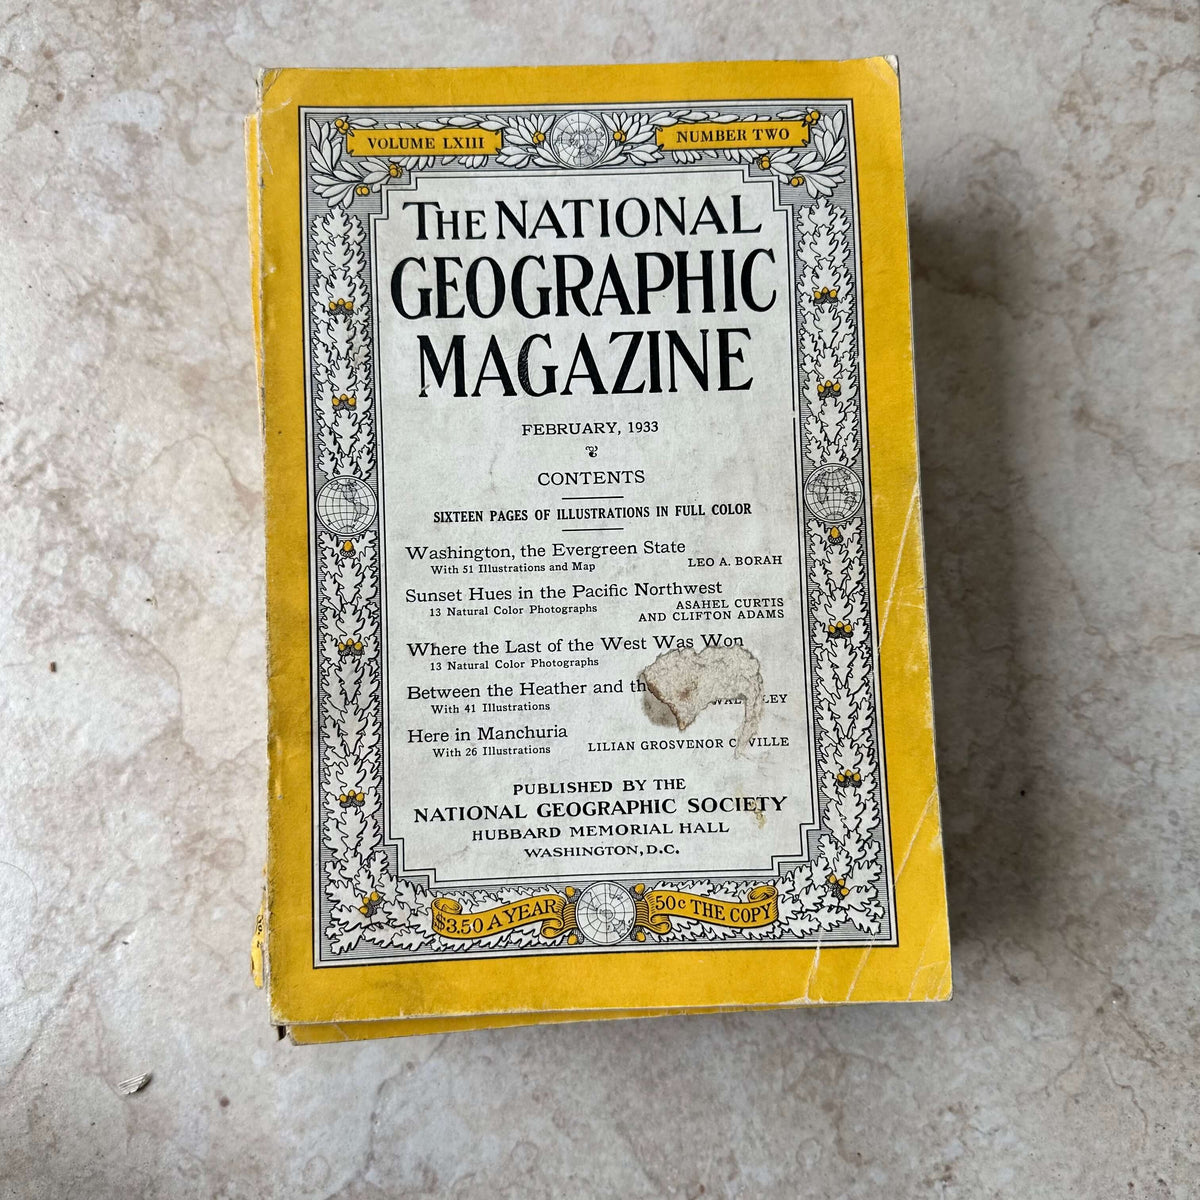 VOLUME LXIII
NUMBER TWO
THE NATIONAL
GEOGRAPHIC
MAGAZINE
FEBRUARY, 1933
CONTENTS
SIXTEEN PAGES OF ILLUSTRATIONS IN FULL COLOR
Washington, the Evergreen State
With 51 Illustrations and Map LEO A. BORAH
Sunset Hues in the Pacific Northwest
13 Natural Color Photographs ASAHEL CURTIS
AND CLIFTON ADAMS
Where the Last of the West Was Won
13 Natural Color Photographs
Between the Heather and
With 41 Illustrations
Here in Manchuria
With 26 Illustrations LILIAN GROSVENOR
PUBLISHED BY THE
NATIONAL GEOGRAPHIC SOCIETY
HUBBARD MEMORIAL HALL
WASHINGTON, D.C.
$3.50 A YEAR
50c THE COPY